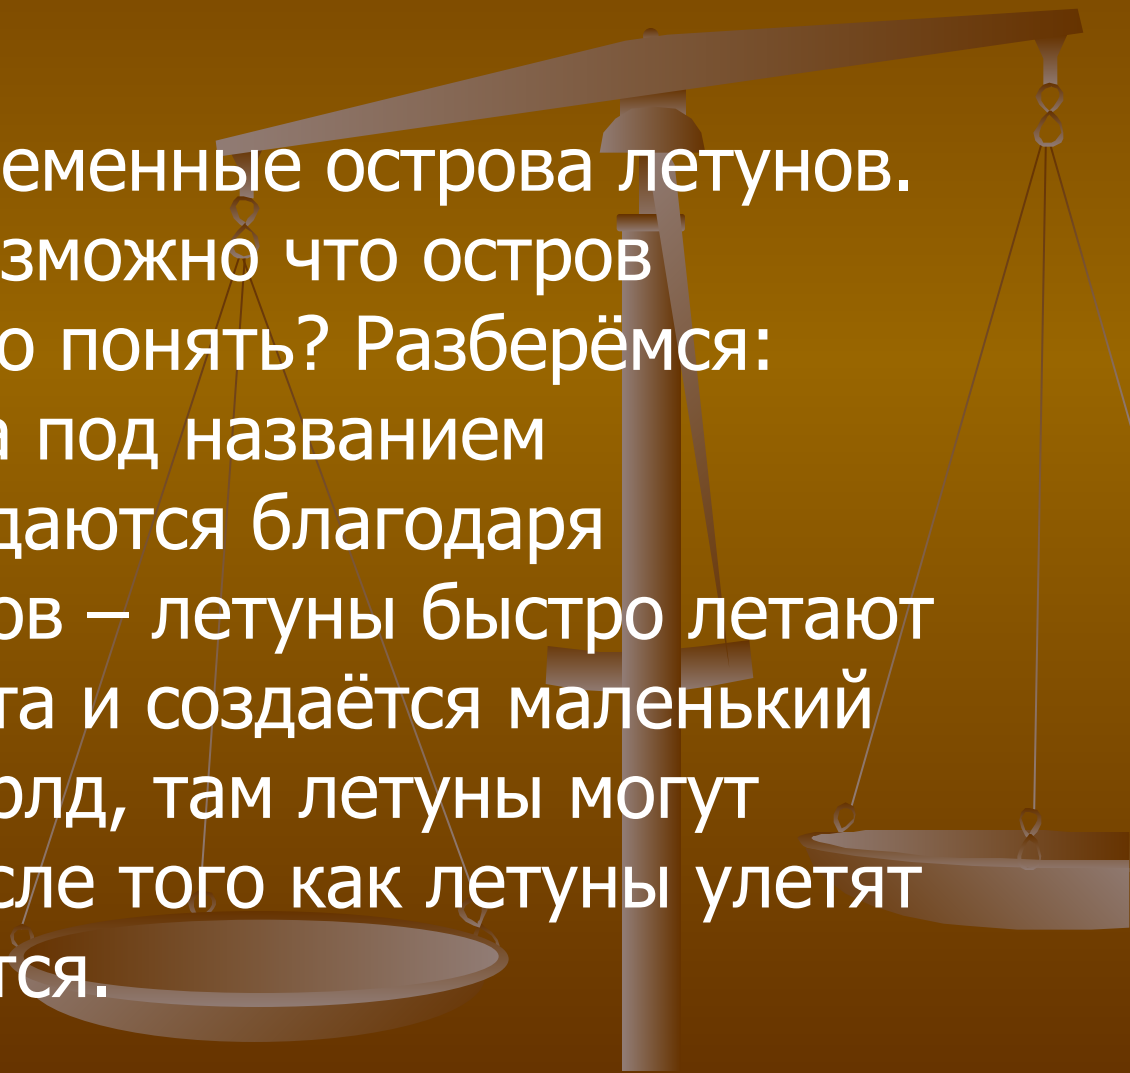 еменные острова летунов.
зможно что остров
о понять? Разберёмся:
а под названием
даются благодаря
ов – летуны быстро летают
та и создаётся маленький
рлд, там летуны могут
сле того как летуны улетят
тся.